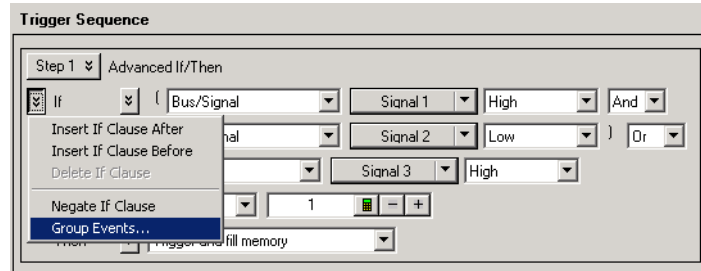 Trigger Sequence
Step 1 Advanced If/Then
If ( Bus/Signal Signal 1 High And
Insert If Clause After
nal Signal 2 Low ) Or
Insert If Clause Before
Delete If Clause
Signal 3 High
Negate If Clause
1 - +
Group Events...
Then Trigger and fill memory